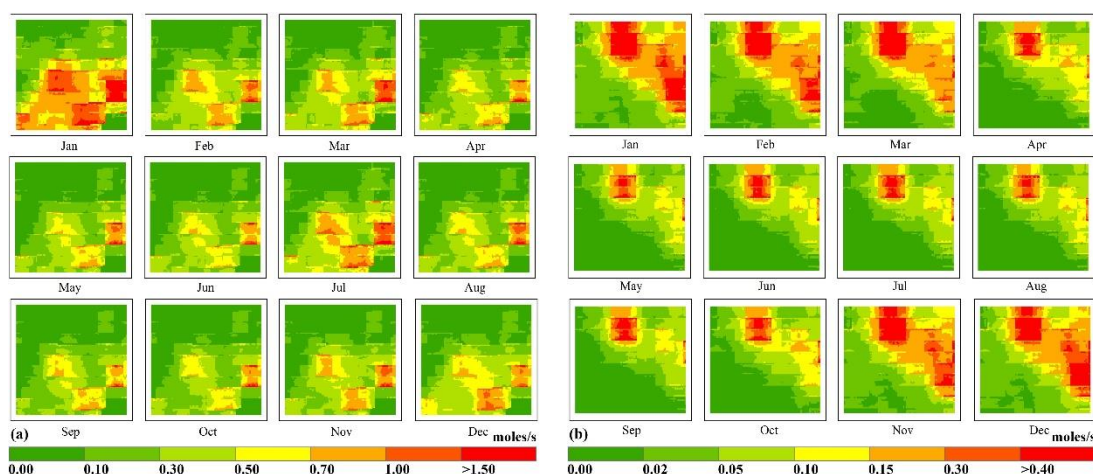 Jan Feb Mar Apr
May Jun Jul Aug
Sep Oct Nov Dec
(a) moles/s
0.00 0.10 0.30 0.50 0.70 1.00 >1.50
Jan Feb Mar Apr
May Jun Jul Aug
Sep Oct Nov Dec
(b) moles/s
0.00 0.02 0.05 0.10 0.15 0.30 >0.40